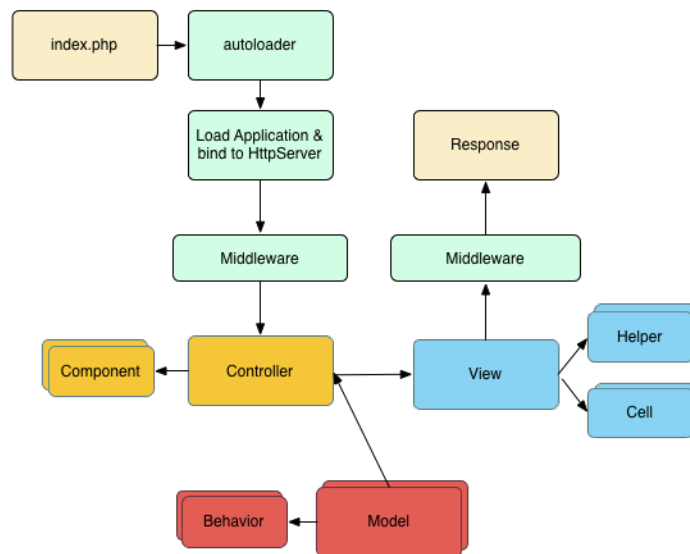 index.php
autoloader
Load Application &
bind to HttpServer
Response
Middleware
Middleware
Component
Controller
View
Helper
Cell
Behavior
Model